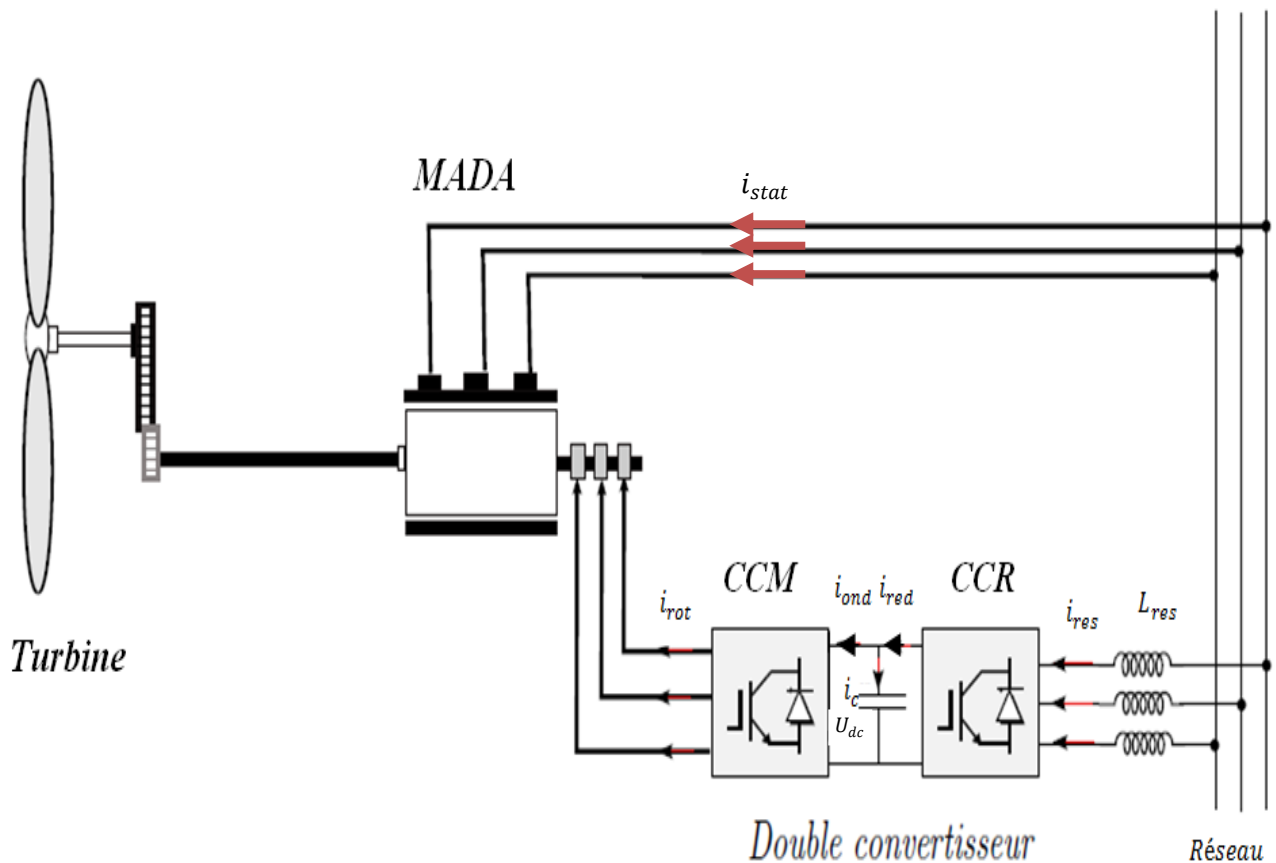 MADA
i_stat
CCM
i_ond i_red
CCR
i_rot
i_res
L_res
Turbine
i_c
U_dc
Double convertisseur
Réseau